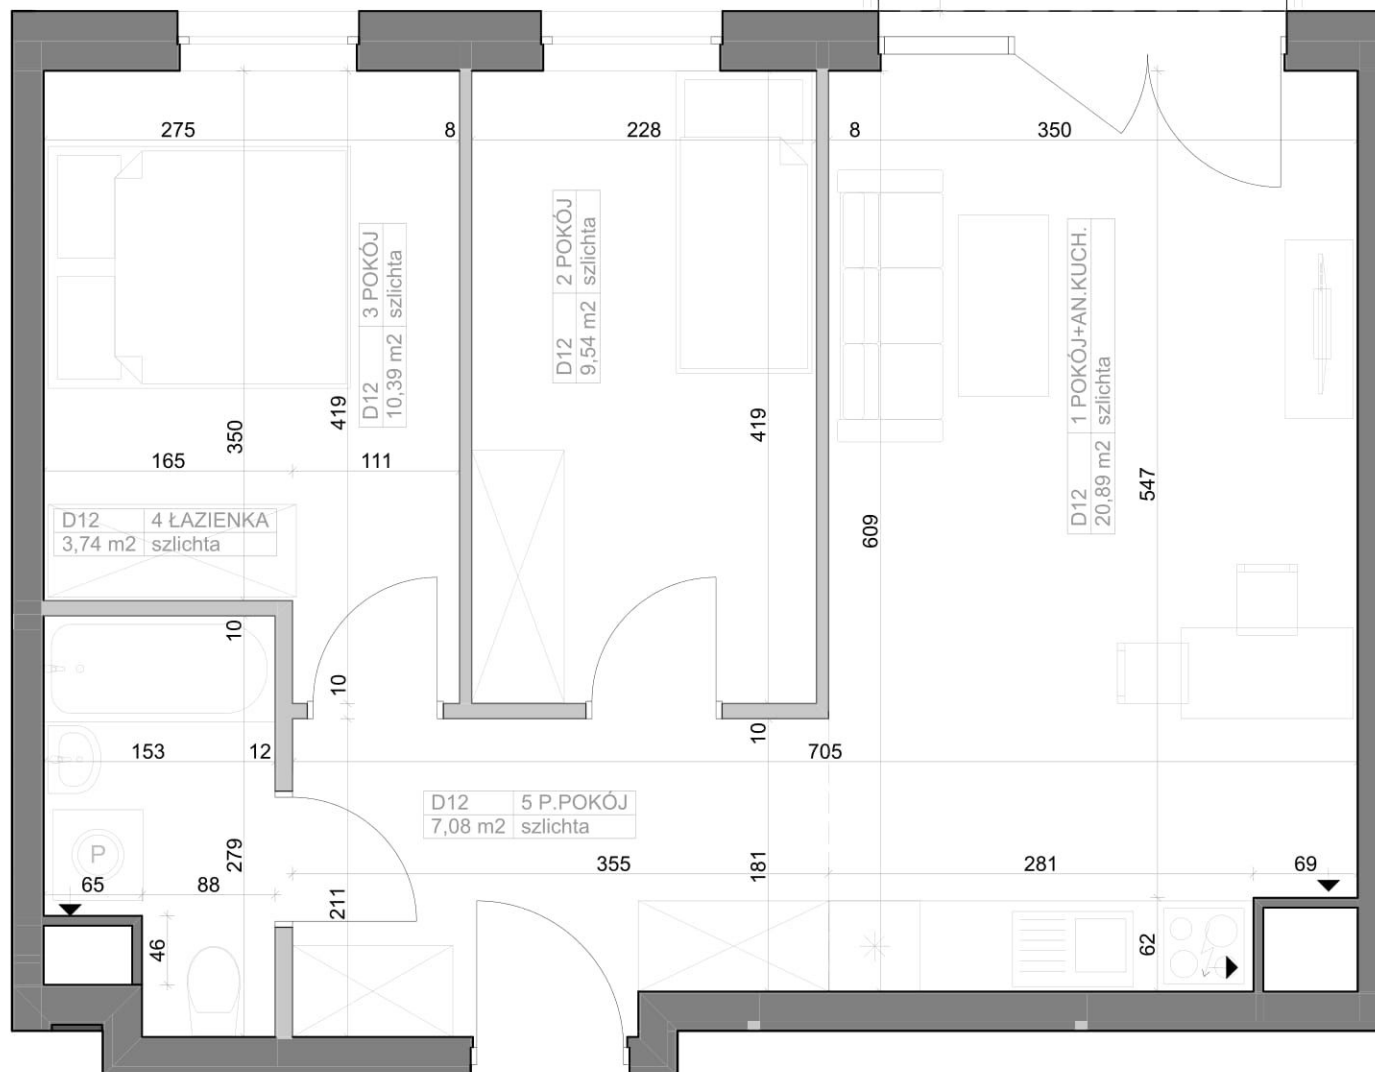 275
8
228
8
350
D12 3 POKÓJ
10,39 m2 szlichta
D12 2 POKÓJ
9,54 m2 szlichta
D12 1 POKÓJ+AN.KUCH.
20,89 m2 szlichta
350
419
419
165
111
547
609
D12 4 ŁAZIENKA
3,74 m2 szlichta
10
10
10
153
12
705
D12 5 P.POKÓJ
7,08 m2 szlichta
P
279
355
181
281
69
65
88
211
46
62